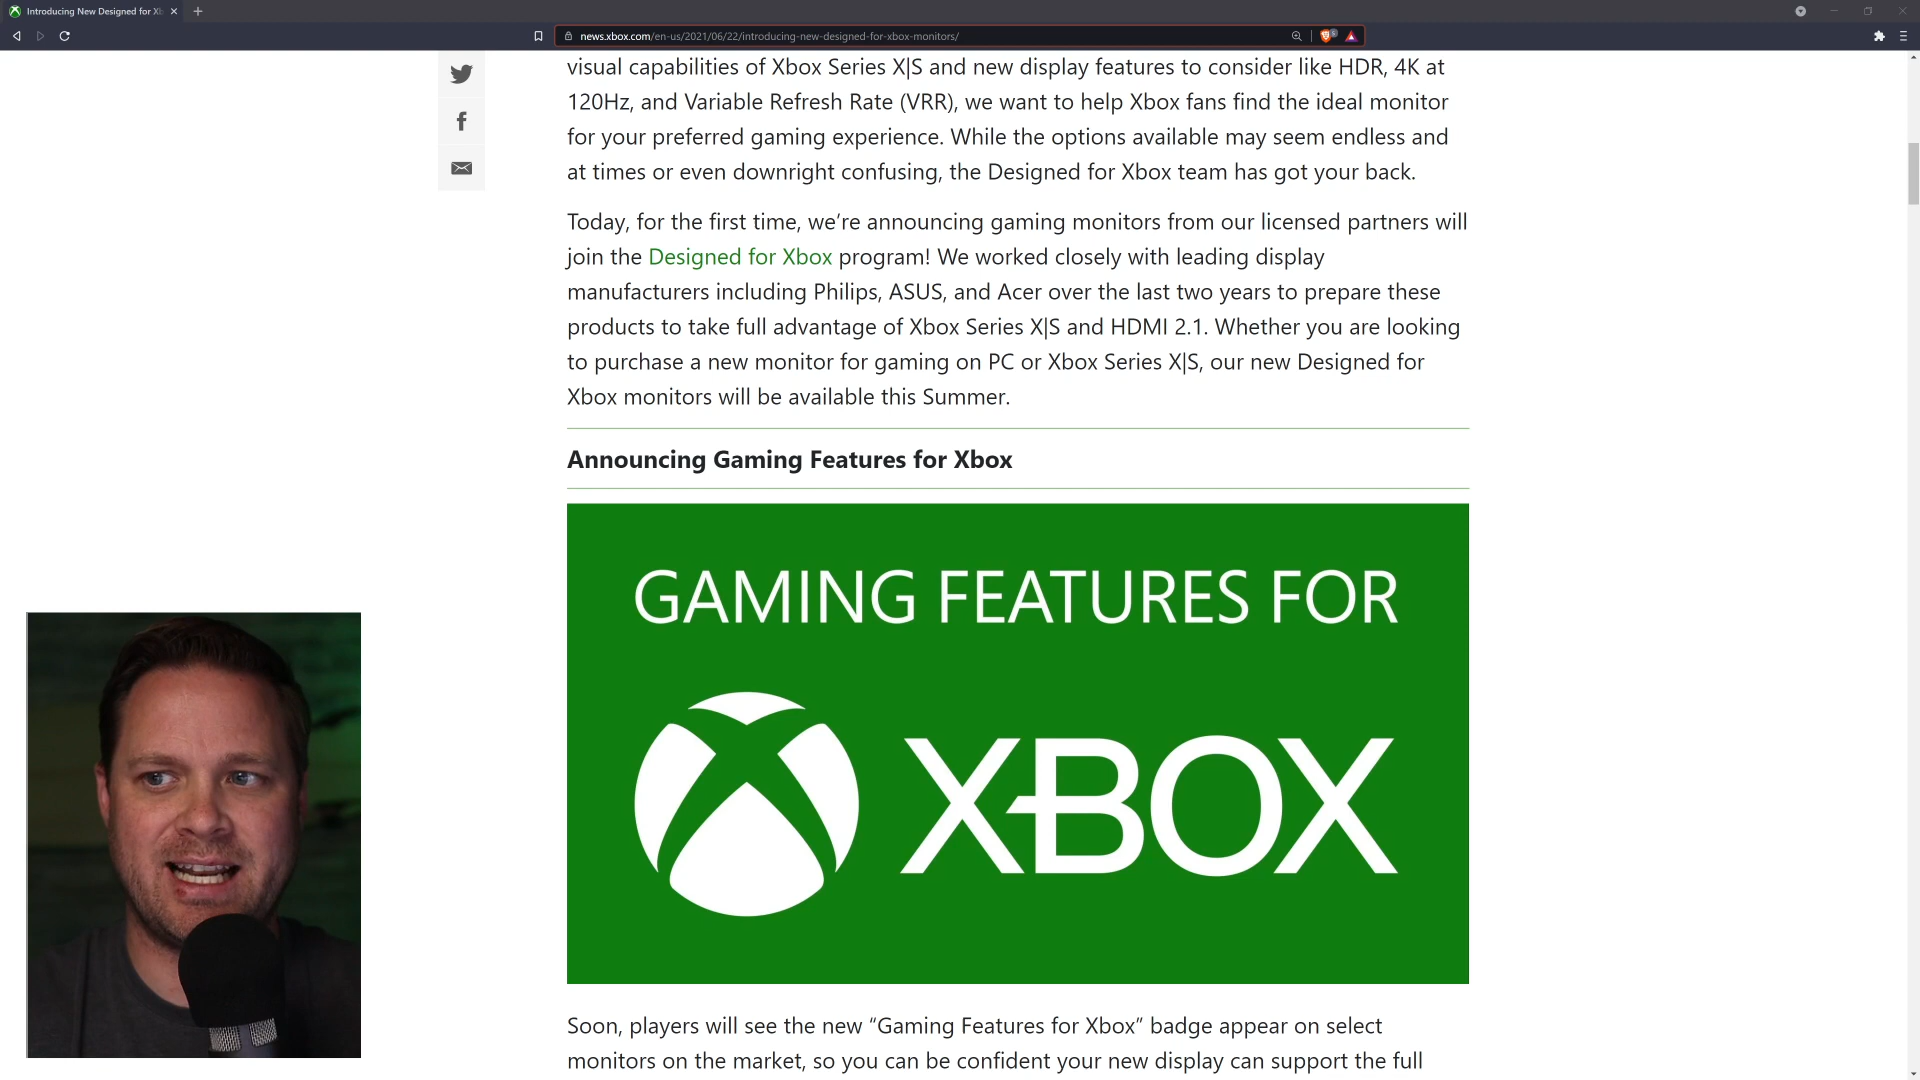 Introducing New Designed for Xb
news.xbox.com/en-us/2021/06/22/introducing-new-designed-for-xbox-monitors/
visual capabilities of Xbox Series X|S and new display features to consider like HDR, 4K at
120Hz, and Variable Refresh Rate (VRR), we want to help Xbox fans find the ideal monitor
for your preferred gaming experience. While the options available may seem endless and
at times or even downright confusing, the Designed for Xbox team has got your back.
Today, for the first time, we’re announcing gaming monitors from our licensed partners will
join the Designed for Xbox program! We worked closely with leading display
manufacturers including Philips, ASUS, and Acer over the last two years to prepare these
products to take full advantage of Xbox Series X|S and HDMI 2.1. Whether you are looking
to purchase a new monitor for gaming on PC or Xbox Series X|S, our new Designed for
Xbox monitors will be available this Summer.
Announcing Gaming Features for Xbox
GAMING FEATURES FOR
XBOX
Soon, players will see the new “Gaming Features for Xbox” badge appear on select
monitors on the market, so you can be confident your new display can support the full